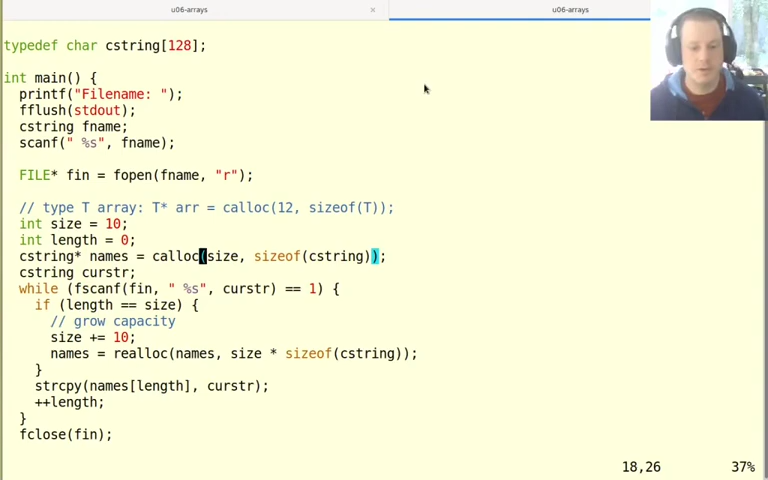 u06-arrays × u06-arrays
typedef char cstring[128];
int main() {
printf("Filename: ");
fflush(stdout);
cstring fname;
scanf(" %s", fname);
FILE* fin = fopen(fname, "r");
// type T array: T* arr = calloc(12, sizeof(T));
int size = 10;
int length = 0;
cstring* names = calloc(size, sizeof(cstring));
cstring curstr;
while (fscanf(fin, " %s", curstr) == 1) {
if (length == size) {
// grow capacity
size += 10;
names = realloc(names, size * sizeof(cstring));
}
strcpy(names[length], curstr);
++length;
}
fclose(fin);
18,26 37%